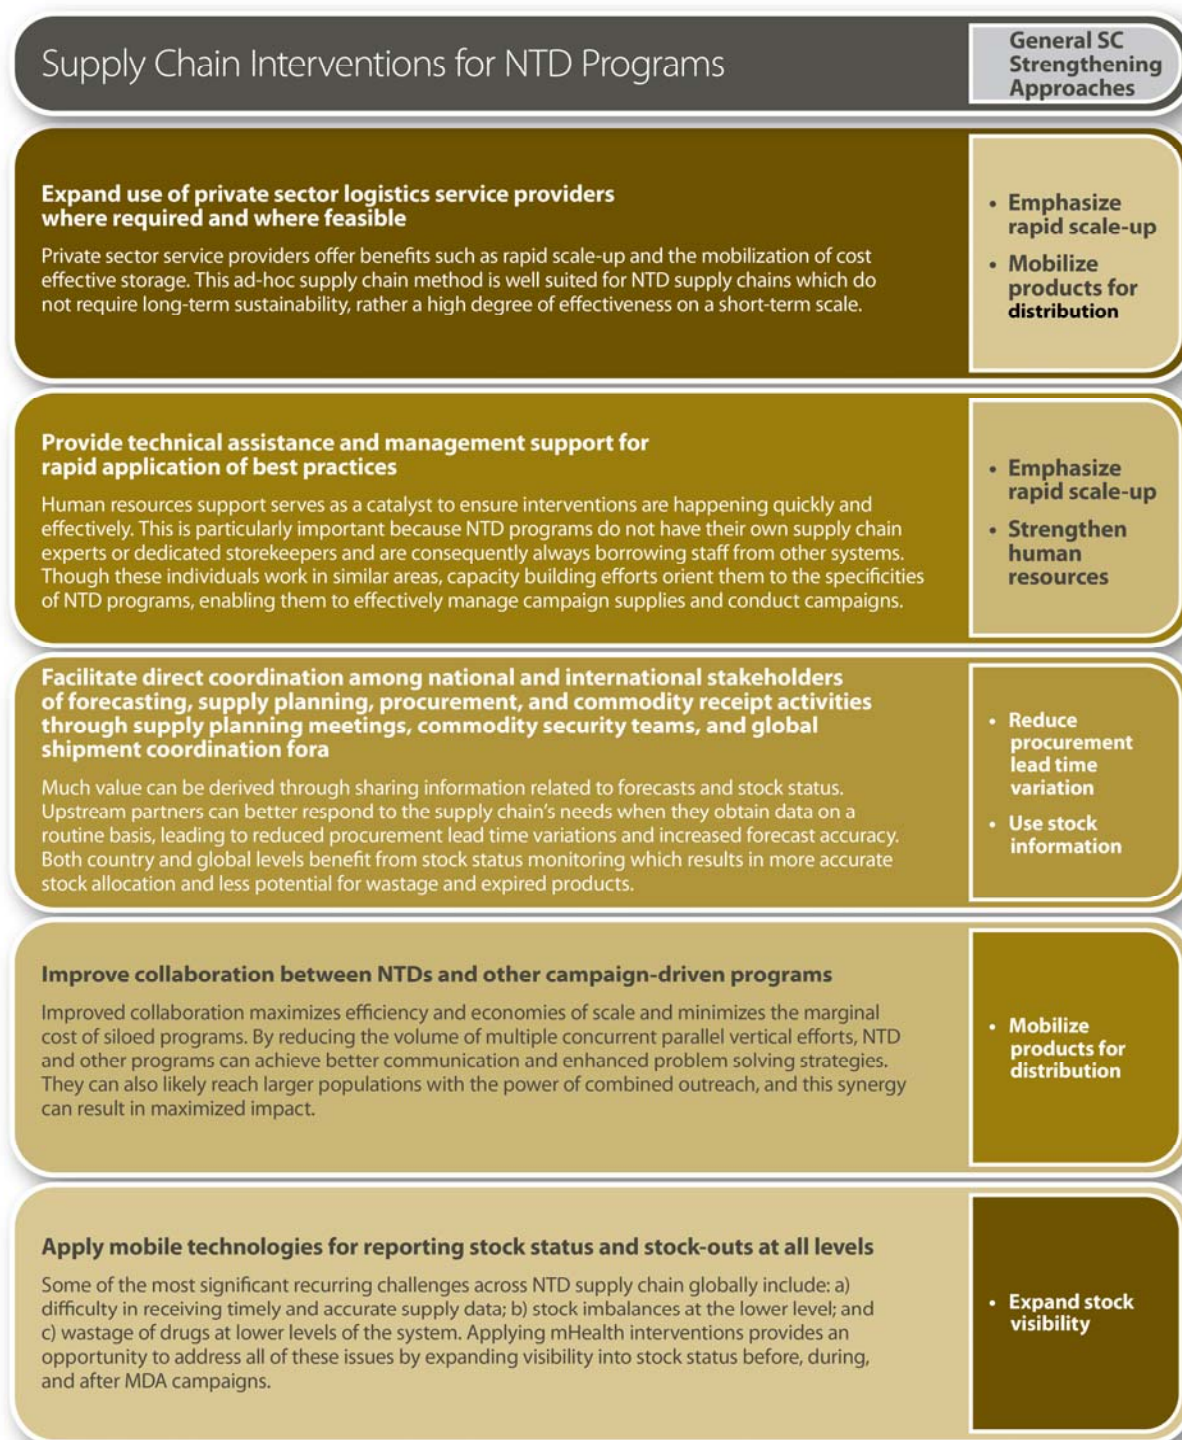 Supply Chain Interventions for NTD Programs
General SC
Strengthening
Approaches
Expand use of private sector logistics service providers
where required and where feasible
Private sector service providers offer benefits such as rapid scale-up and the mobilization of cost
effective storage. This ad-hoc supply chain method is well suited for NTD supply chains which do
not require long-term sustainability, rather a high degree of effectiveness on a short-term scale.
• Emphasize
rapid scale-up
• Mobilize
products for
distribution
Provide technical assistance and management support for
rapid application of best practices
Human resources support serves as a catalyst to ensure interventions are happening quickly and
effectively. This is particularly important because NTD programs do not have their own supply chain
experts or dedicated storekeepers and are consequently always borrowing staff from other systems.
Though these individuals work in similar areas, capacity building efforts orient them to the specificities
of NTD programs, enabling them to effectively manage campaign supplies and conduct campaigns.
• Emphasize
rapid scale-up
• Strengthen
human
resources
Facilitate direct coordination among national and international stakeholders
of forecasting, supply planning, procurement, and commodity receipt activities
through supply planning meetings, commodity security teams, and global
shipment coordination fora
Much value can be derived through sharing information related to forecasts and stock status.
Upstream partners can better respond to the supply chain's needs when they obtain data on a
routine basis, leading to reduced procurement lead time variations and increased forecast accuracy.
Both country and global levels benefit from stock status monitoring which results in more accurate
stock allocation and less potential for wastage and expired products.
• Reduce
procurement
lead time
variation
• Use stock
information
Improve collaboration between NTDs and other campaign-driven programs
Improved collaboration maximizes efficiency and economies of scale and minimizes the marginal
cost of siloed programs. By reducing the volume of multiple concurrent parallel vertical efforts, NTD
and other programs can achieve better communication and enhanced problem solving strategies.
They can also likely reach larger populations with the power of combined outreach, and this synergy
can result in maximized impact.
• Mobilize
products for
distribution
Apply mobile technologies for reporting stock status and stock-outs at all levels
Some of the most significant recurring challenges across NTD supply chain globally include: a)
difficulty in receiving timely and accurate supply data; b) stock imbalances at the lower level; and
c) wastage of drugs at lower levels of the system. Applying mHealth interventions provides an
opportunity to address all of these issues by expanding visibility into stock status before, during,
and after MDA campaigns.
• Expand stock
visibility